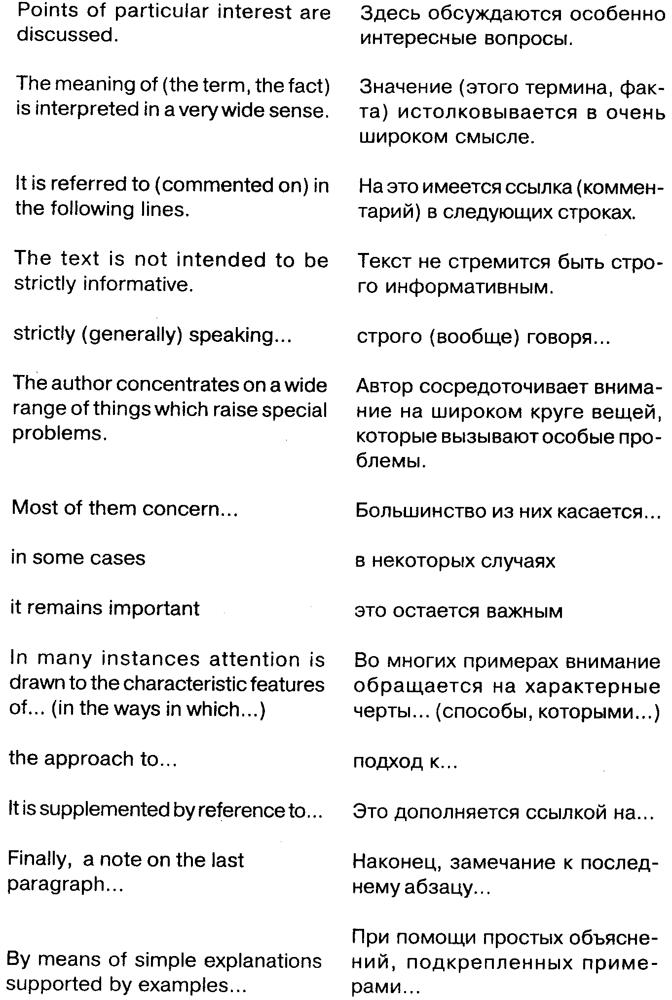 Points of particular interest are
discussed.
Здесь обсуждаются особенно
интересные вопросы.
The meaning of (the term, the fact)
is interpreted in a very wide sense.
Значение (этого термина, фак-
та) истолковывается в очень
широком смысле.
It is referred to (commented on) in
the following lines.
На это имеется ссылка (коммен-
тарий) в следующих строках.
The text is not intended to be
strictly informative.
Текст не стремится быть стро-
го информативным.
strictly (generally) speaking...
строго (вообще) говоря...
The author concentrates on a wide
range of things which raise special
problems.
Автор сосредоточивает внима-
ние на широком круге вещей,
которые вызывают особые про-
блемы.
Most of them concern...
Большинство из них касается...
in some cases
в некоторых случаях
it remains important
это остается важным
In many instances attention is
drawn to the characteristic features
of... (in the ways in which...)
Во многих примерах внимание
обращается на характерные
черты... (способы, которыми...)
the approach to...
подход к...
It is supplemented by reference to...
Это дополняется ссылкой на...
Finally, a note on the last
paragraph...
Наконец, замечание к послед-
нему абзацу...
By means of simple explanations
supported by examples...
При помощи простых объясне-
ний, подкрепленных приме-
рами...